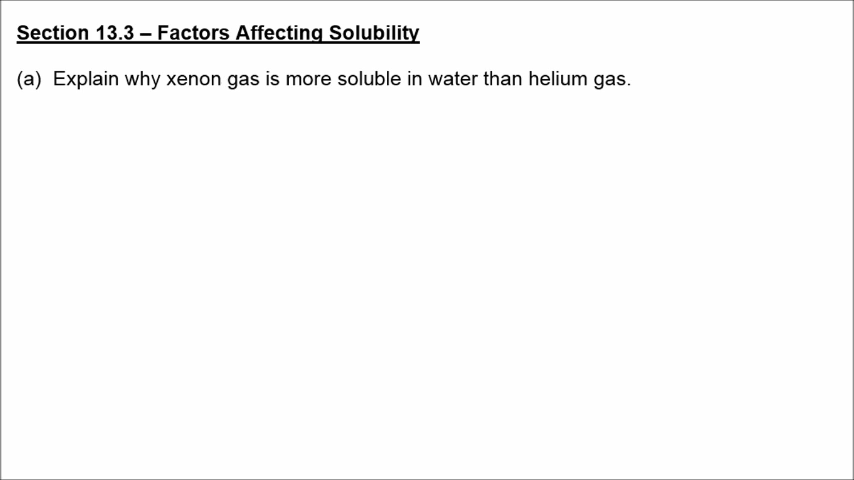 Section 13.3 – Factors Affecting Solubility
(a) Explain why xenon gas is more soluble in water than helium gas.